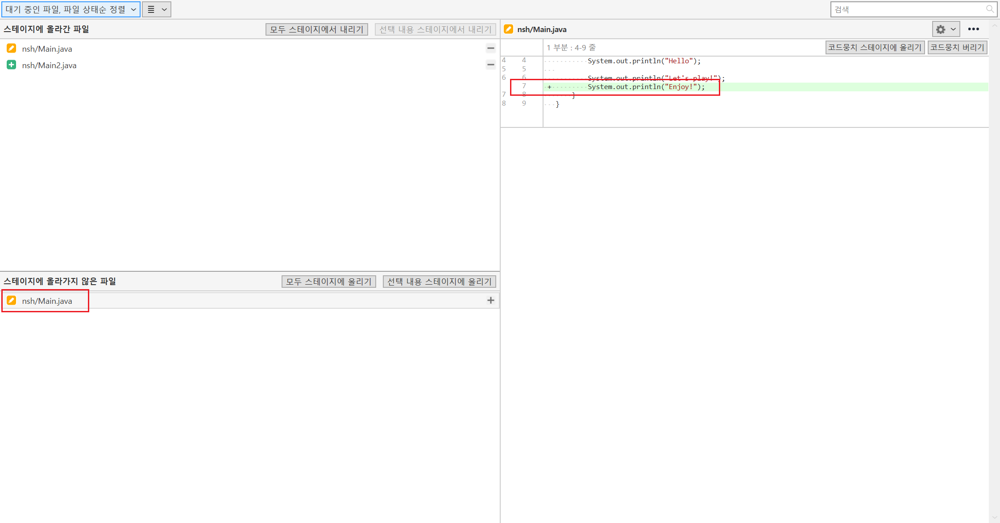 대기 중인 파일, 파일 상태순 정렬
검색
스테이지에 올라간 파일
모두 스테이지에서 내리기
선택 내용 스테이지에서 내리기
nsh/Main.java
nsh/Main2.java
스테이지에 올라가지 않은 파일
모두 스테이지에 올리기
선택 내용 스테이지에 올리기
nsh/Main.java
nsh/Main.java
1 부분 : 4-9 줄
코드뭉치 스테이지에 올리기
코드뭉치 버리기
4 4 System.out.println("Hello");
5 5
6 6 System.out.println("Let's play!");
7 + System.out.println("Enjoy!");
7 8 }
8 9 }